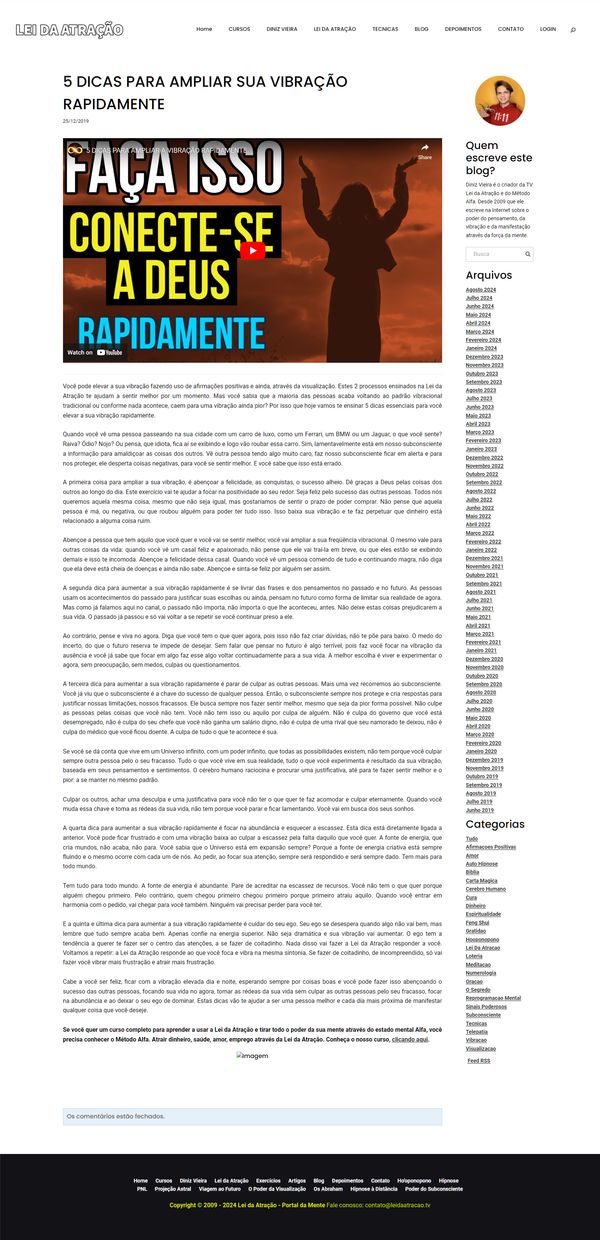 LEI DA ATRAÇÃO
Home CURSOS DINIZ VIEIRA LEI DA ATRAÇÃO TECNICAS BLOG DEPOIMENTOS CONTATO LOGIN
5 DICAS PARA AMPLIAR SUA VIBRAÇÃO
RAPIDAMENTE
25/12/2019
5 DICAS PARA AMPLIAR A VIBRAÇÃO RAPIDAMENTE
Share
FAÇA ISSO
CONECTE-SE
A DEUS
RAPIDAMENTE
Watch on YouTube
Você pode elevar a sua vibração fazendo uso de afirmações positivas e ainda, através da visualização. Estes 2 processos ensinados na Lei da
Atração te ajudam a sentir melhor por um momento. Mas você sabia que a maioria das pessoas acaba voltando ao padrão vibracional
tradicional ou conforme nada acontece, caem para uma vibração ainda pior? Por isso que hoje vamos te ensinar 5 dicas essenciais para você
elevar a sua vibração rapidamente.
Quando você vê uma pessoa passeando na sua cidade com um carro de luxo, como um Ferrari, um BMW ou um Jaguar, o que você sente?
Raiva? Ódio? Nojo? Ou pensa, que idiota, fica aí se exibindo e logo vão roubar essa carro. Sim, lamentavelmente está em nosso subconsciente
a informação para amaldiçoar as coisas dos outros. Vê outra pessoa tendo algo muito caro, faz nosso subconsciente ficar em alerta e para
nos proteger, ele desperta coisas negativas, para você se sentir melhor. E você sabe que isso está errado.
A primeira coisa para ampliar a sua vibração, é abençoar a felicidade, as conquistas, o sucesso alheio. Dê graças a Deus pelas coisas dos
outros ao longo do dia. Este exercício vai te ajudar a focar na positividade ao seu redor. Seja feliz pelo sucesso das outras pessoas. Todos nós
queremos aquela mesma coisa, mesmo que não seja igual, mas gostaríamos de sentir o prazo de poder comprar. Não pense que aquela
pessoa é má, ou negativa, ou que roubou alguém para poder ter tudo isso. Isso baixa sua vibração e te faz perpetuar que dinheiro está
relacionado a alguma coisa ruim.
Abençoe a pessoa que tem aquilo que você quer e você vai se sentir melhor, você vai ampliar a sua freqüência vibracional. O mesmo vale para
outras coisas da vida: quando você vê um casal feliz e apaixonado, não pense que ele vai traí-la em breve, ou que eles estão se exibindo
demais e isso te incomoda. Abençoe a felicidade dessa casal. Quando você vê um pessoa comendo de tudo e continuando magra, não diga
que ela deve está cheia de doenças e ainda não sabe. Abençoe e sinta-se feliz por alguém ser assim.
A segunda dica para aumentar a sua vibração rapidamente é se livrar das frases e dos pensamentos no passado e no futuro. As pessoas
usam os acontecimentos do passado para justificar suas escolhas ou ainda, pensam no futuro como forma de limitar sua realidade de agora.
Mas como já falamos aqui no canal, o passado não importa, não importa o que lhe aconteceu, antes. Não deixe estas coisas prejudicarem a
sua vida. O passado já passou e só vai voltar a se repetir se você continuar preso a ele.
Ao contrário, pense e viva no agora. Diga que você tem o que quer agora, pois isso não faz criar dúvidas, não te põe para baixo. O medo do
incerto, do que o futuro reserva te impede de desejar. Sem falar que pensar no futuro é algo terrível, pois faz você focar na vibração da
ausência e você já sabe que focar em algo faz esse algo voltar continuadamente para a sua vida. A melhor escolha é viver e experimentar o
agora, sem preocupação, sem medos, culpas ou questionamentos.
A terceira dica para aumentar a sua vibração rapidamente é parar de culpar as outras pessoas. Mais uma vez recorremos ao subconsciente.
Você já viu que o subconsciente é a chave do sucesso de qualquer pessoa. Então, o subconsciente sempre nos protege e cria respostas para
justificar nossas limitações, nossos fracassos. Ele busca sempre nos fazer sentir melhor, mesmo que seja da pior forma possível. Não culpe
as pessoas pelas coisas que você não tem. Você não tem isso ou aquilo por culpa de alguém. Não é culpa do governo que você está
desempregado, não é culpa do seu chefe que você não ganha um salário digno, não é culpa de uma rival que seu namorado te deixou, não é
culpa do médico que você ficou doente. A culpa de tudo o que te acontece é sua.
Se você se dá conta que vive em um Universo infinito, com um poder infinito, que todas as possibilidades existem, não tem porque você culpar
sempre outra pessoa pelo o seu fracasso. Tudo o que você vive em sua realidade, tudo o que você experimenta é resultado da sua vibração,
baseada em seus pensamentos e sentimentos. O cérebro humano raciocina e procurar uma justificativa, até para te fazer sentir melhor e o
pior: a se manter no mesmo padrão.
Culpar os outros, achar uma desculpa e uma justificativa para você não ter o que quer te faz acomodar e culpar eternamente. Quando você
muda essa chave e toma as rédeas da sua vida, não tem porque você parar e ficar lamentando. Você vai em busca dos seus sonhos.
A quarta dica para aumentar a sua vibração rapidamente é focar na abundância e esquecer a escassez. Esta dica está diretamente ligada a
anterior. Você pode ficar frustrado e com uma vibração baixa ao culpar a escassez pela falta daquilo que você quer. A fonte de energia, que
cria mundos, não acaba, não para. Você sabia que o Universo está em expansão sempre? Porque a fonte de energia criativa está sempre
fluindo e o mesmo ocorre com cada um de nós. Ao pedir, ao focar sua atenção, sempre será respondido e será sempre dado. Tem mais para
todo mundo.
Tem tudo para todo mundo. A fonte de energia é abundante. Pare de acreditar na escassez de recursos. Você não tem o que quer porque
alguém chegou primeiro. Pelo contrário, quem chegou primeiro chegou primeiro porque primeiro atraiu aquilo. Quando você entrar em
harmonia com o pedido, vai chegar para você também. Ninguém vai precisar perder para você ter.
E a quinta e última dica para aumentar a sua vibração rapidamente é cuidar do seu ego. Seu ego se desespera quando algo não vai bem, mas
lembre que tudo sempre acaba bem. Apenas confie na energia superior. Não seja dramática e sua vibração vai aumentar. O ego tem a
tendência a querer te fazer ser o centro das atenções, a se fazer de coitadinho. Nada disso vai fazer a Lei da Atração responder a você.
Voltamos a repetir: a Lei da Atração responde ao que você foca e vibra na mesma sintonia. Se fazer de coitadinho, de incompreendido, só vai
fazer você vibrar mais frustração e atrair mais frustração.
Cabe a você ser feliz, ficar com a vibração elevada dia e noite, esperando sempre por coisas boas e você pode fazer isso abençoando o
sucesso das outras pessoas, focando sua vida no agora, tomar as rédeas da sua vida sem culpar as outras pessoas pelo seu fracasso, focar
na abundância e ao deixar o seu ego de dominar. Estas dicas vão te ajudar a ser uma pessoa melhor e cada dia mais próxima de manifestar
qualquer coisa que você deseje.
Se você quer um curso completo para aprender a usar a Lei da Atração e tirar todo o poder da sua mente através do estado mental Alfa, você
precisa conhecer o Método Alfa. Atrair dinheiro, saúde, amor, emprego através da Lei da Atração. Conheça o nosso curso, clicando aqui.
Imagem
Os comentários estão fechados.
11:11
Quem
escreve este
blog?
Diniz Vieira é o criador da TV
Lei da Atração e do Método
Alfa. Desde 2009 que ele
escreve na Internet sobre o
poder do pensamento, da
vibração e da manifestação
através da força da mente.
Busca
Arquivos
Agosto 2024
Julho 2024
Junho 2024
Maio 2024
Abril 2024
Março 2024
Fevereiro 2024
Janeiro 2024
Dezembro 2023
Novembro 2023
Outubro 2023
Setembro 2023
Agosto 2023
Julho 2023
Junho 2023
Maio 2023
Abril 2023
Março 2023
Fevereiro 2023
Janeiro 2023
Dezembro 2022
Novembro 2022
Outubro 2022
Setembro 2022
Agosto 2022
Julho 2022
Junho 2022
Maio 2022
Abril 2022
Março 2022
Fevereiro 2022
Janeiro 2022
Dezembro 2021
Novembro 2021
Outubro 2021
Setembro 2021
Agosto 2021
Julho 2021
Junho 2021
Maio 2021
Abril 2021
Março 2021
Fevereiro 2021
Janeiro 2021
Dezembro 2020
Novembro 2020
Outubro 2020
Setembro 2020
Agosto 2020
Julho 2020
Junho 2020
Maio 2020
Abril 2020
Março 2020
Fevereiro 2020
Janeiro 2020
Dezembro 2019
Novembro 2019
Outubro 2019
Setembro 2019
Agosto 2019
Julho 2019
Junho 2019
Categorias
Tudo
Afirmacoes Positivas
Amor
Auto Hipnose
Biblia
Carta Magica
Cerebro Humano
Cura
Dinheiro
Espiritualidade
Feng Shui
Gratidao
Hooponopono
Lei Da Atracao
Loteria
Meditacao
Numerologia
Oracao
O Segredo
Reprogramacao Mental
Sinais Poderosos
Subconsciente
Tecnicas
Telepatia
Vibracao
Visualizacao
Feed RSS
Home Cursos Diniz Vieira Lei da Atração Exercícios Artigos Blog Depoimentos Contato Ho'oponopono Hipnose
PNL Projeção Astral Viagem ao Futuro O Poder da Visualização Os Abraham Hipnose à Distância Poder do Subconsciente
Copyright © 2009 - 2024 Lei da Atração - Portal da Mente Fale conosco: contato@leidaatracao.tv